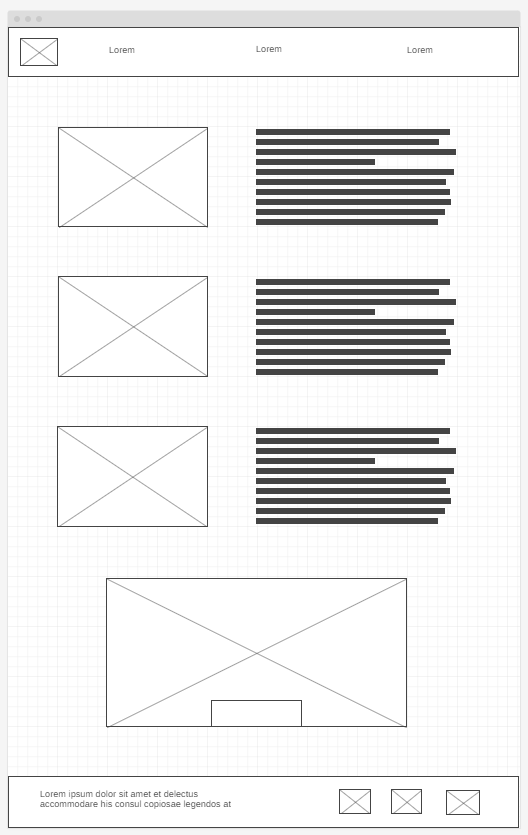 Lorem
Lorem
Lorem
Lorem ipsum dolor sit amet et delectus
accommodare his consul copiosae legendos at